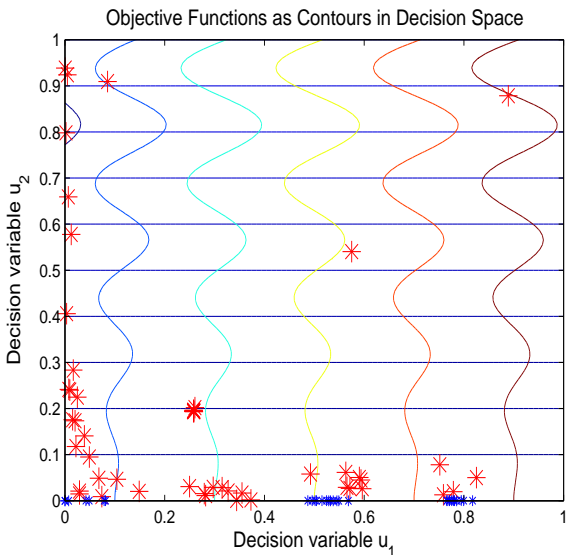 Objective Functions as Contours in Decision Space
1
0.9
0.8
0.7
0.6
0.5
0.4
0.3
0.2
0.1
0
Decision variable u₂
0 0.2 0.4 0.6 0.8 1
Decision variable u₁